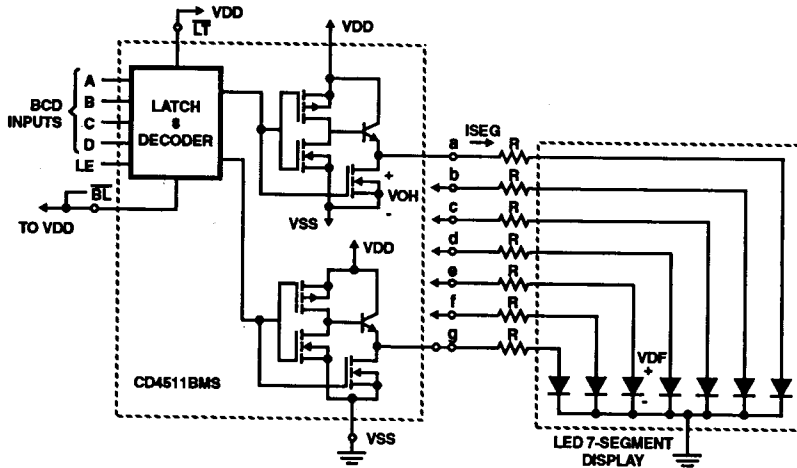 VDD
LT
VDD
A
B
C
D
LE
BCD
INPUTS
LATCH
8
DECODER
BL
TO VDD
ISEG
a
R
b
R
c
R
d
R
e
R
f
R
g
R
+
VOH
-
VSS
VDD
CD4511BMS
VSS
VDF
+
-
LED 7-SEGMENT
DISPLAY